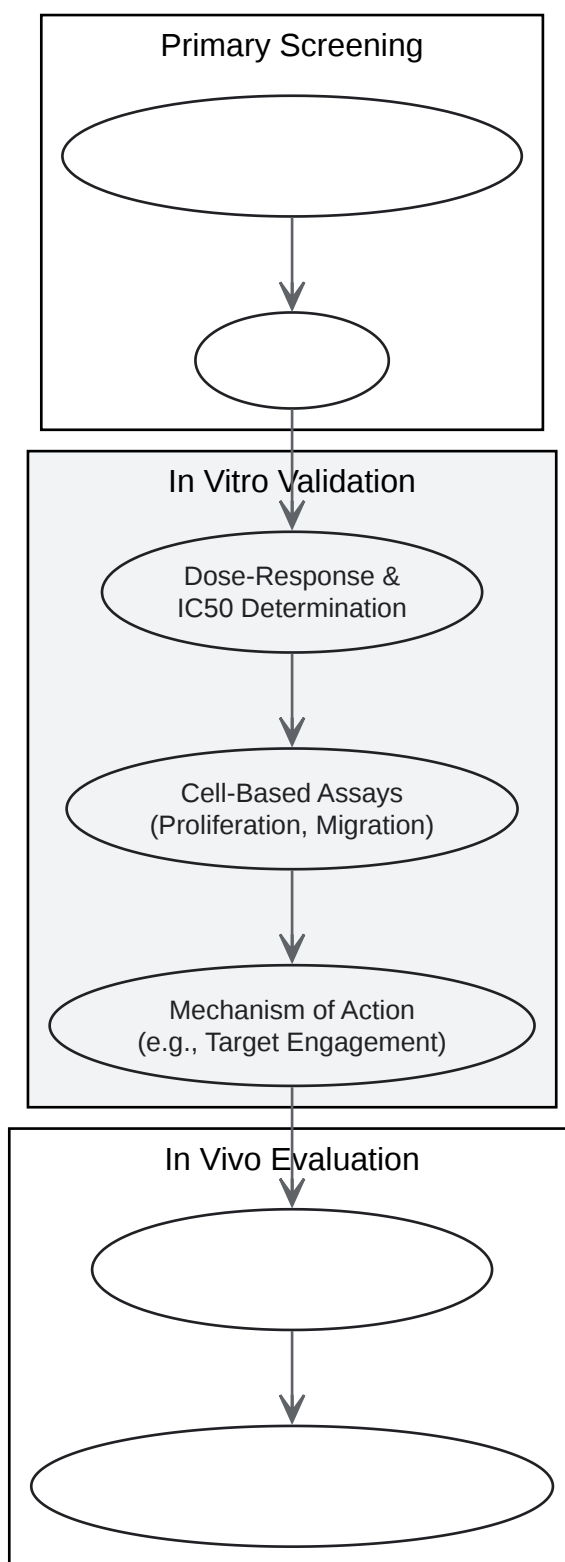 Primary Screening
In Vitro Validation
Dose-Response &
IC50 Determination
Cell-Based Assays
(Proliferation, Migration)
Mechanism of Action
(e.g., Target Engagement)
In Vivo Evaluation